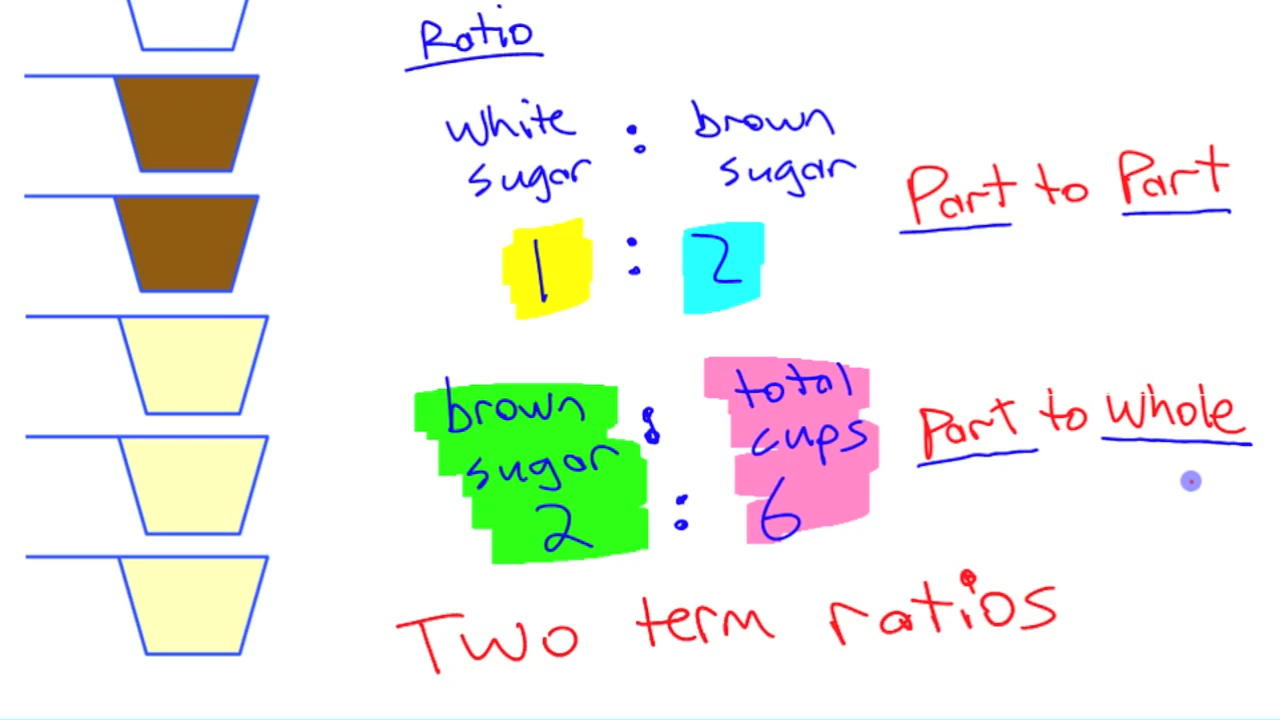 Ratio
white : brown
sugar sugar
1 : 2
Part to Part
brown : total
sugar cups
2 : 6
Part to Whole
Two term ratios